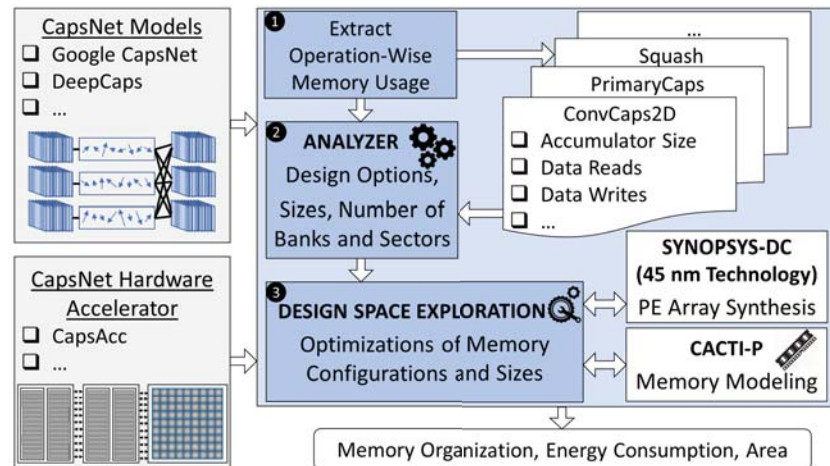 CapsNet Models
❑ Google CapsNet
❑ DeepCaps
❑ ...
CapsNet Hardware
Accelerator
❑ CapsAcc
❑ ...
1
Extract
Operation-Wise
Memory Usage
2
ANALYZER
Design Options,
Sizes, Number of
Banks and Sectors
...
Squash
PrimaryCaps
ConvCaps2D
❑ Accumulator Size
❑ Data Reads
❑ Data Writes
❑ ...
3
DESIGN SPACE EXPLORATION
Optimizations of Memory
Configurations and Sizes
SYNOPSYS-DC
(45 nm Technology)
PE Array Synthesis
CACTI-P
Memory Modeling
Memory Organization, Energy Consumption, Area